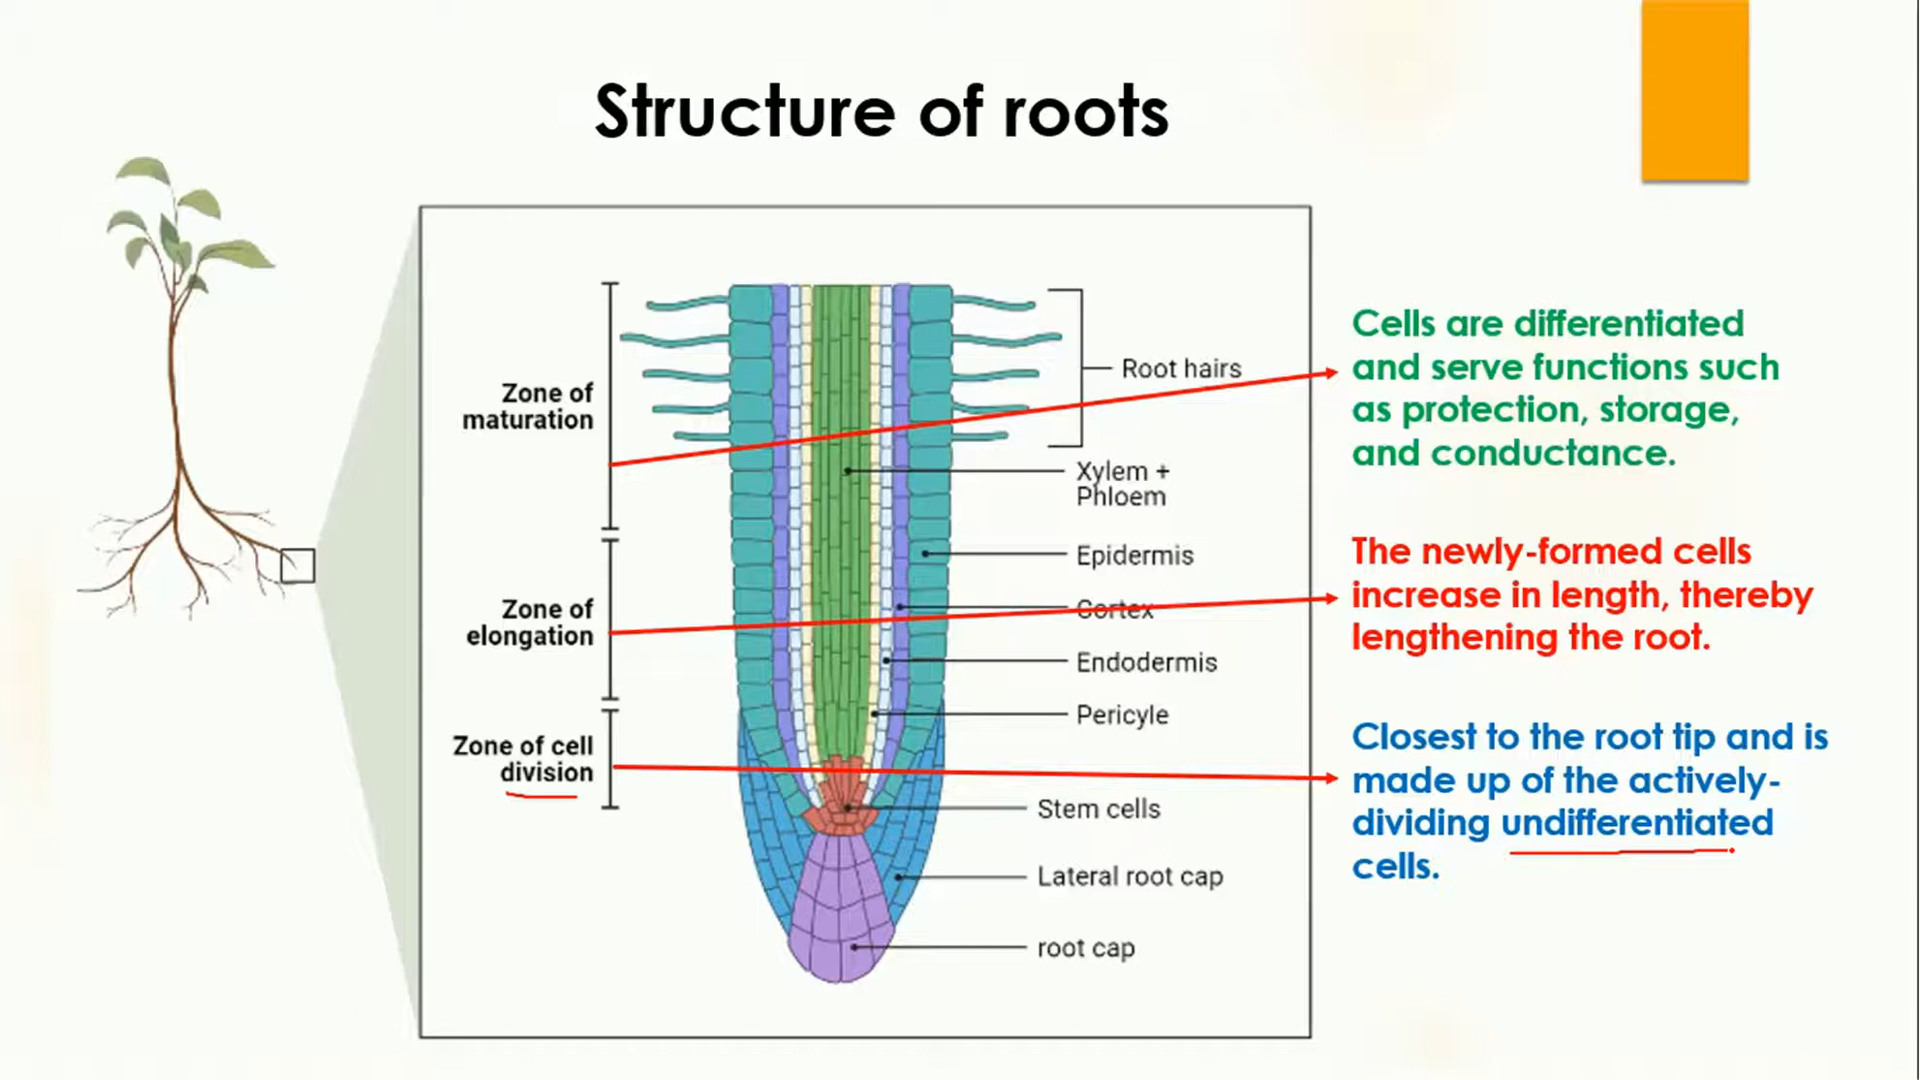 Structure of roots
Zone of
maturation
Zone of
elongation
Zone of cell
division
Root hairs
Xylem +
Phloem
Epidermis
Cortex
Endodermis
Pericyle
Stem cells
Lateral root cap
root cap
Cells are differentiated
and serve functions such
as protection, storage,
and conductance.
The newly-formed cells
increase in length, thereby
lengthening the root.
Closest to the root tip and is
made up of the actively-
dividing undifferentiated
cells.